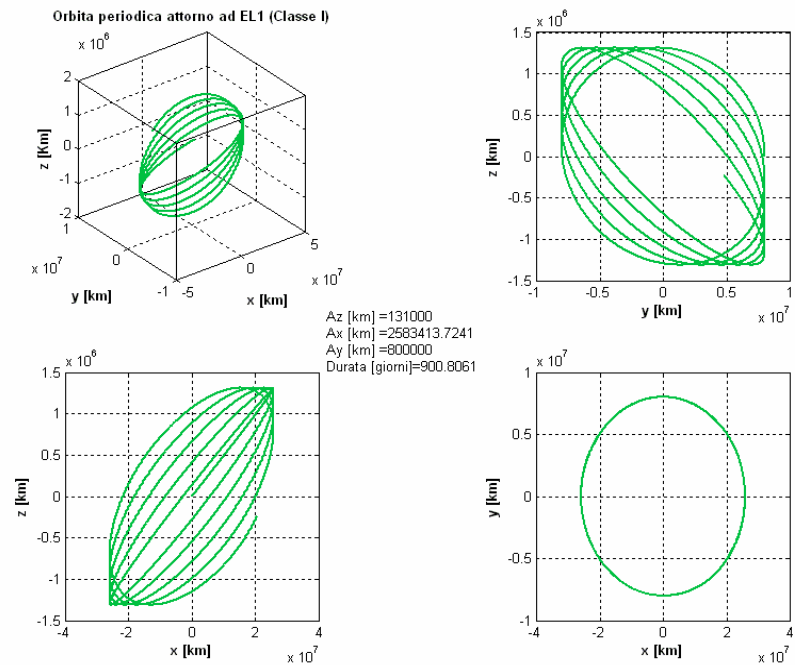 Orbita periodica attorno ad EL1 (Classe I)
x 10^6
2
1
0
-1
-2
z [Km]
1
0
-1
x 10^7
y [km]
-5
0
5
x 10^7
x [km]
x 10^6
1.5
1
0.5
0
-0.5
-1
-1.5
z [km]
-1
-0.5
0
0.5
1
x 10^7
y [km]
Az [km] =131000
Ax [km] =2583413.7241
Ay [km] =800000
Durata [giorni]=900.8061
x 10^6
1.5
1
0.5
0
-0.5
-1
-1.5
z [km]
-4
-2
0
2
4
x 10^7
x [km]
x 10^7
1
0.5
0
-0.5
-1
y [km]
-4
-2
0
2
4
x 10^7
x [km]